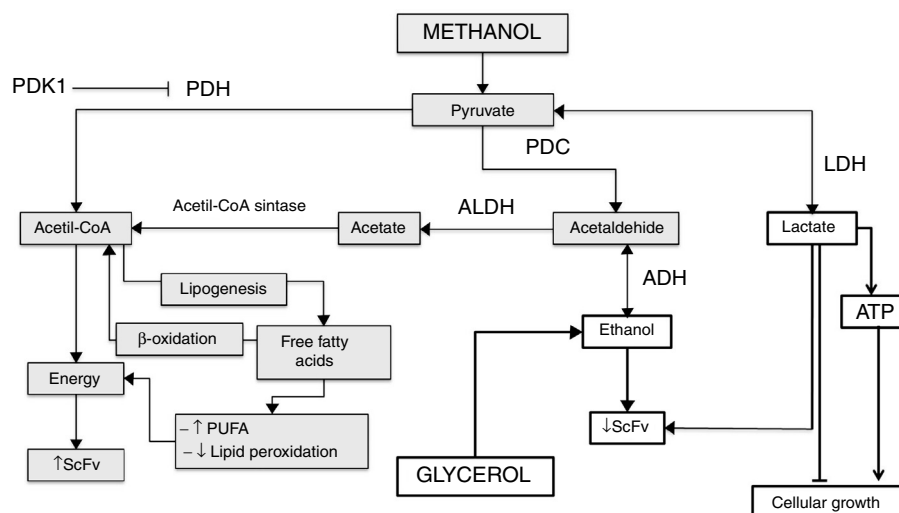 METHANOL
PDK1
PDH
Pyruvate
PDC
LDH
Acetil-CoA sintase
ALDH
Acetil-CoA
Acetate
Acetaldehide
Lactate
Lipogenesis
ADH
ATP
β-oxidation
Free fatty
acids
Ethanol
Energy
– ↑ PUFA
– ↓ Lipid peroxidation
↓ScFv
↑ScFv
GLYCEROL
Cellular growth